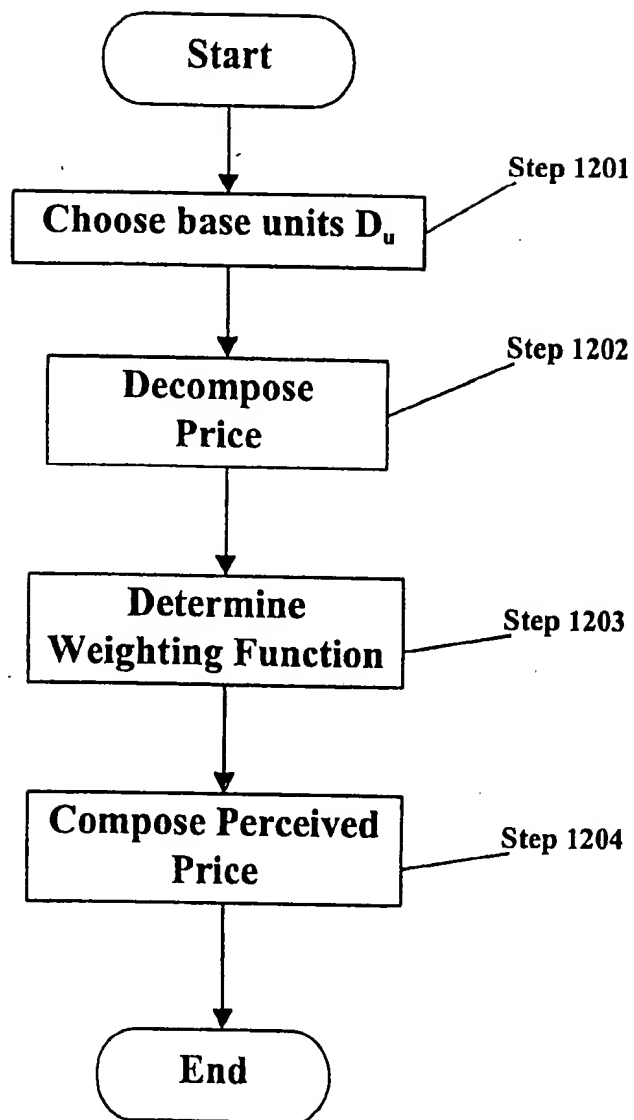 Start
Step 1201
Choose base units Dᵤ
Step 1202
Decompose
Price
Determine
Weighting Function
Step 1203
Compose Perceived
Price
Step 1204
End